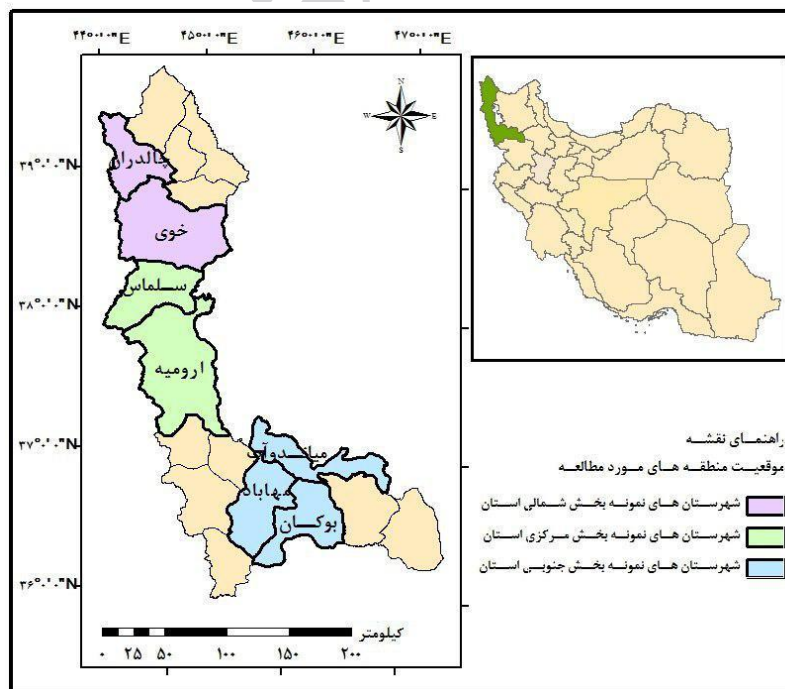 ۴۴°۰'۰"E ۴۵°۰'۰"E ۴۶°۰'۰"E ۴۷°۰'۰"E
۳۹°۰'۰"N
۳۸°۰'۰"N
۳۷°۰'۰"N
۳۶°۰'۰"N
N
W E
S
چالدران
خوی
سلماس
ارومیه
میاندوآب
مهاباد
بوکان
کیلومتر
۰ ۲۵ ۵۰ ۱۰۰ ۱۵۰ ۲۰۰
راهنمای نقشه
موقعیت منطقه های مورد مطالعه
شهرستان های نمونه بخش شمالی استان
شهرستان های نمونه بخش مرکزی استان
شهرستان های نمونه بخش جنوبی استان